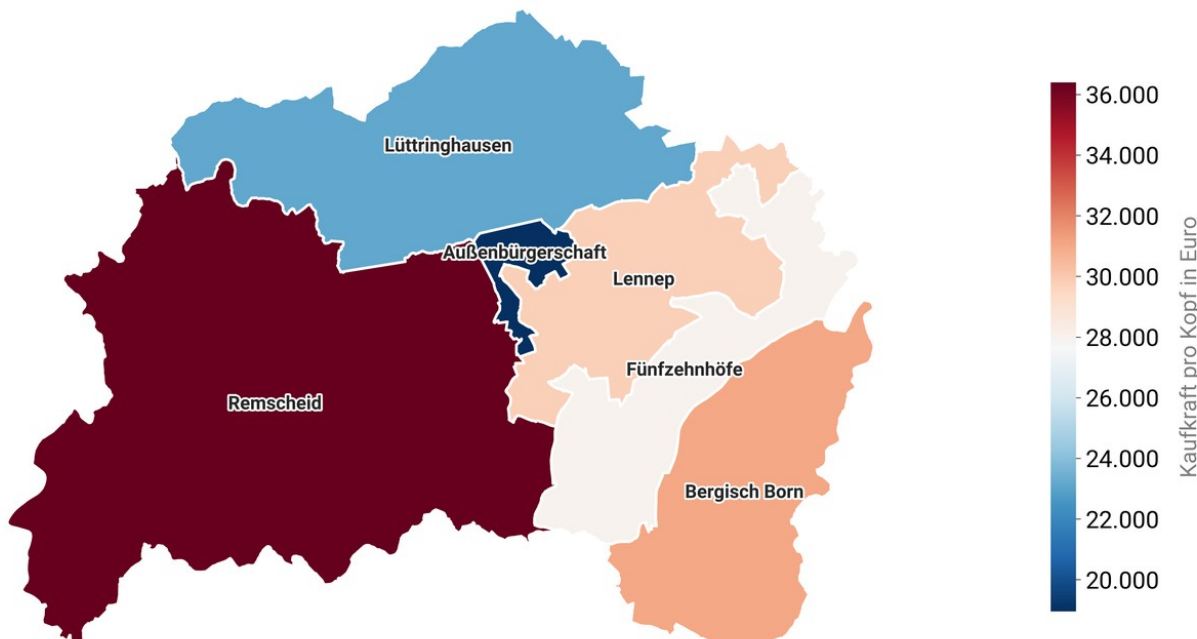 Lüttringhausen
Außenbürgerschaft
Lennep
Fünfzehnhöfe
Remscheid
Bergisch Born
36.000
34.000
32.000
30.000
28.000
26.000
24.000
22.000
20.000
Kaufkraft pro Kopf in Euro